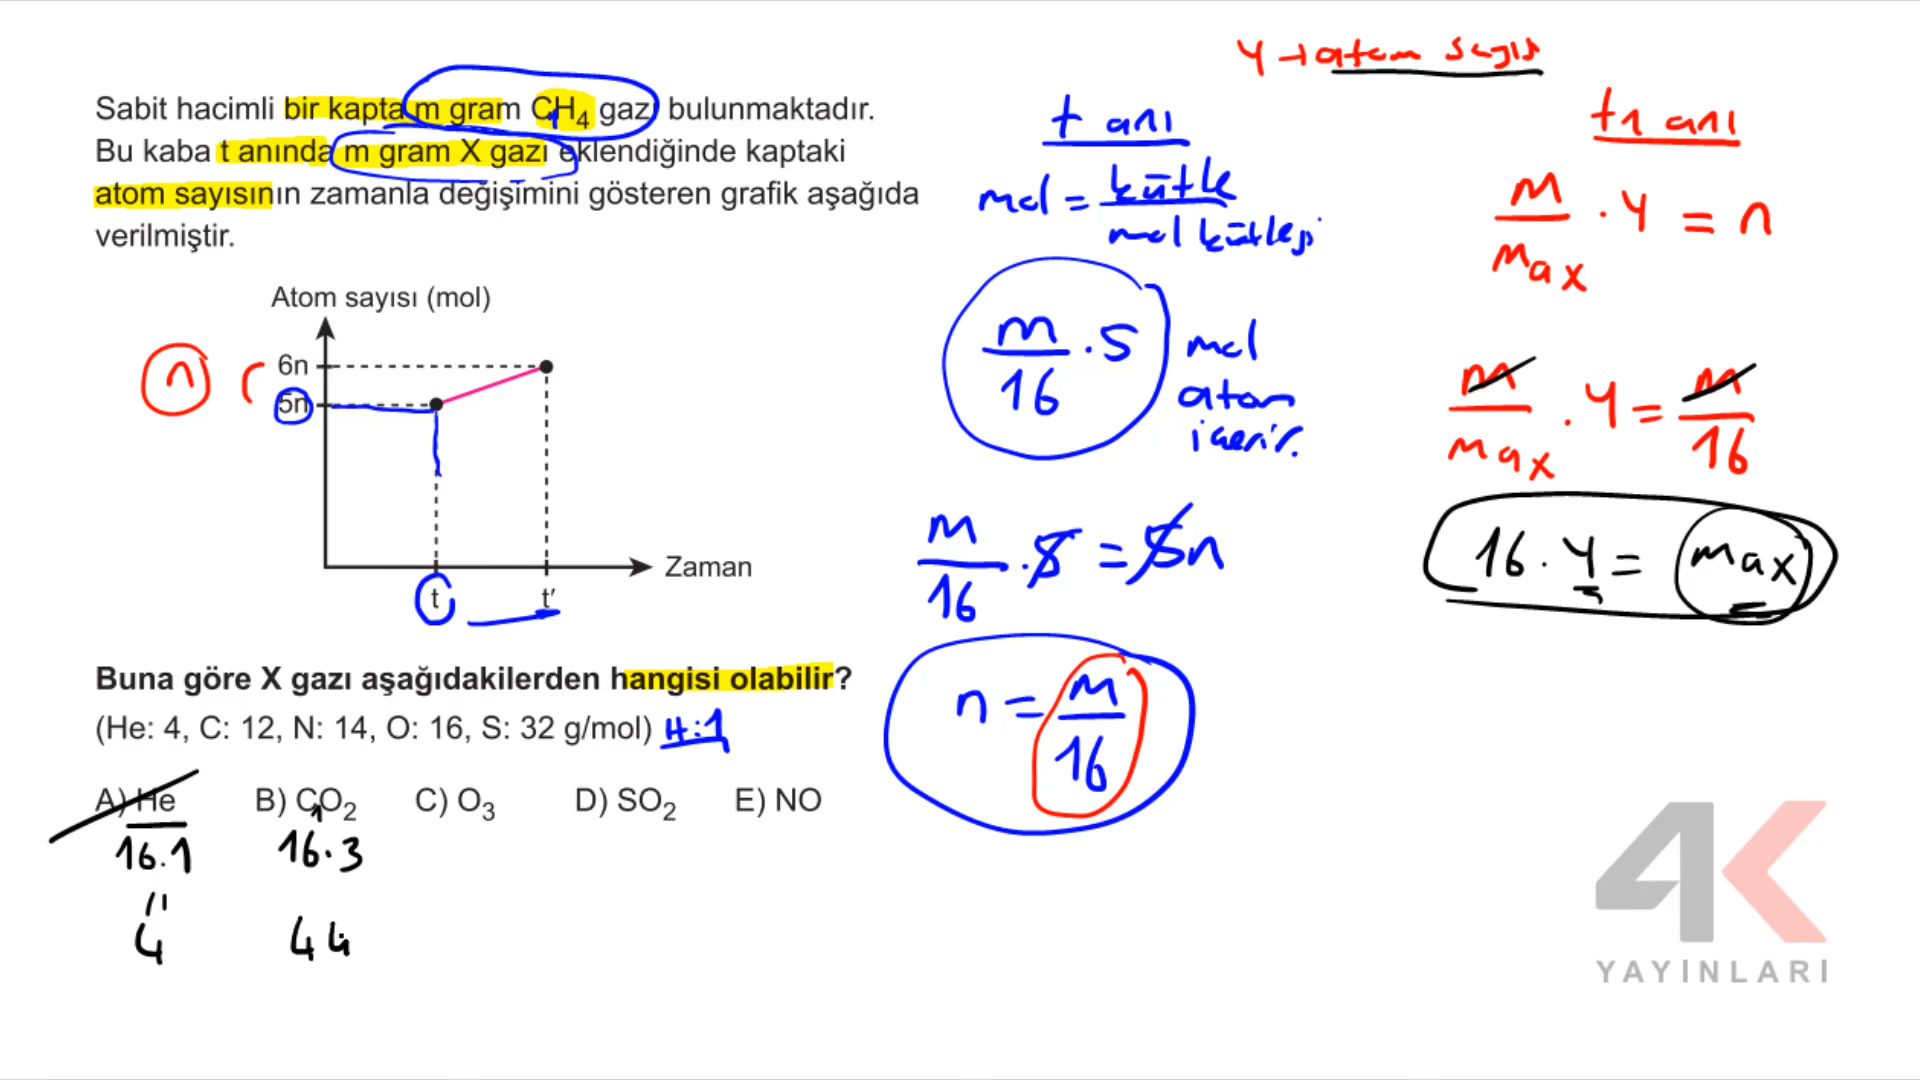 Sabit hacimli bir kapta m gram CH₄ gazı bulunmaktadır.
Bu kaba t anında m gram X gazı eklendiğinde kaptaki
atom sayısının zamanla değişimini gösteren grafik aşağıda
verilmiştir.
Atom sayısı (mol)
n
6n
5n
Zaman
t
t′
Buna göre X gazı aşağıdakilerden hangisi olabilir?
(He: 4, C: 12, N: 14, O: 16, S: 32 g/mol) H:1
A) He B) CO₂ C) O₃ D) SO₂ E) NO
16.1 16.3
"
4 44
t anı
mol = kütle / mol kütlesi
m/16 . 5 mol atom içerir.
m/16 . 5 = 5n
n = m/16
y → atom sayısı
t1 anı
m/max . y = n
m/max . y = m/16
16 . y = max
4K
YAYINLARI